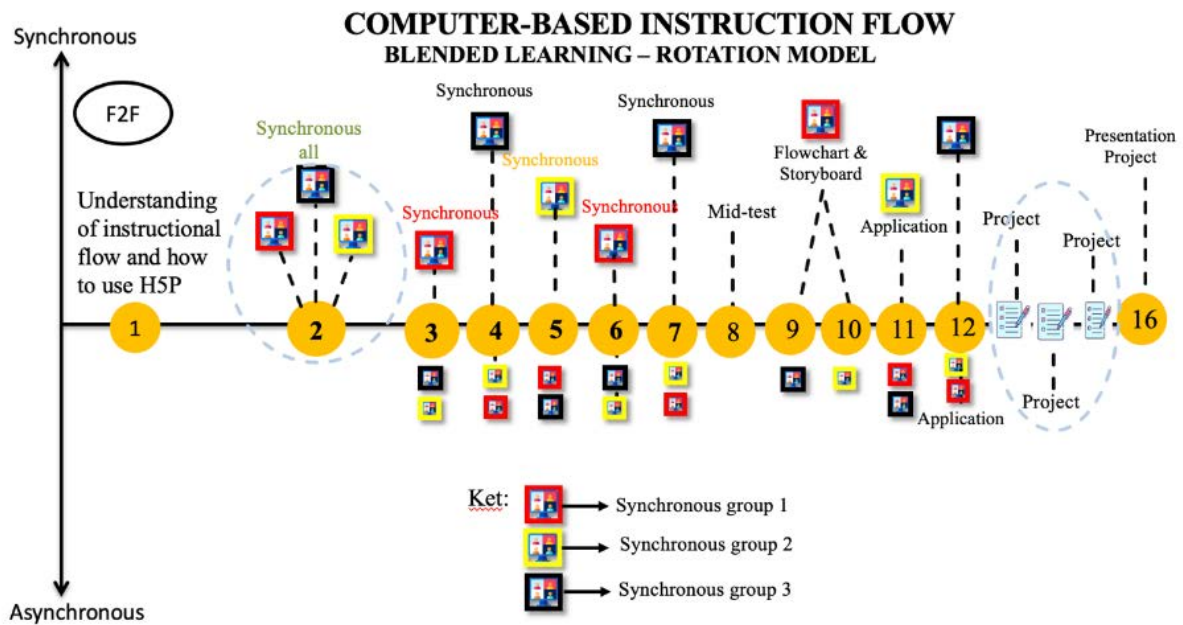 COMPUTER-BASED INSTRUCTION FLOW
BLENDED LEARNING – ROTATION MODEL
Synchronous
F2F
Understanding
of instructional
flow and how
to use H5P
Synchronous
all
Synchronous
Synchronous
Synchronous
Synchronous
Synchronous
Mid-test
Flowchart &
Storyboard
Application
Project
Project
Presentation
Project
1
2
3
4
5
6
7
8
9
10
11
12
16
Application
Project
Ket:
Synchronous group 1
Synchronous group 2
Synchronous group 3
Asynchronous